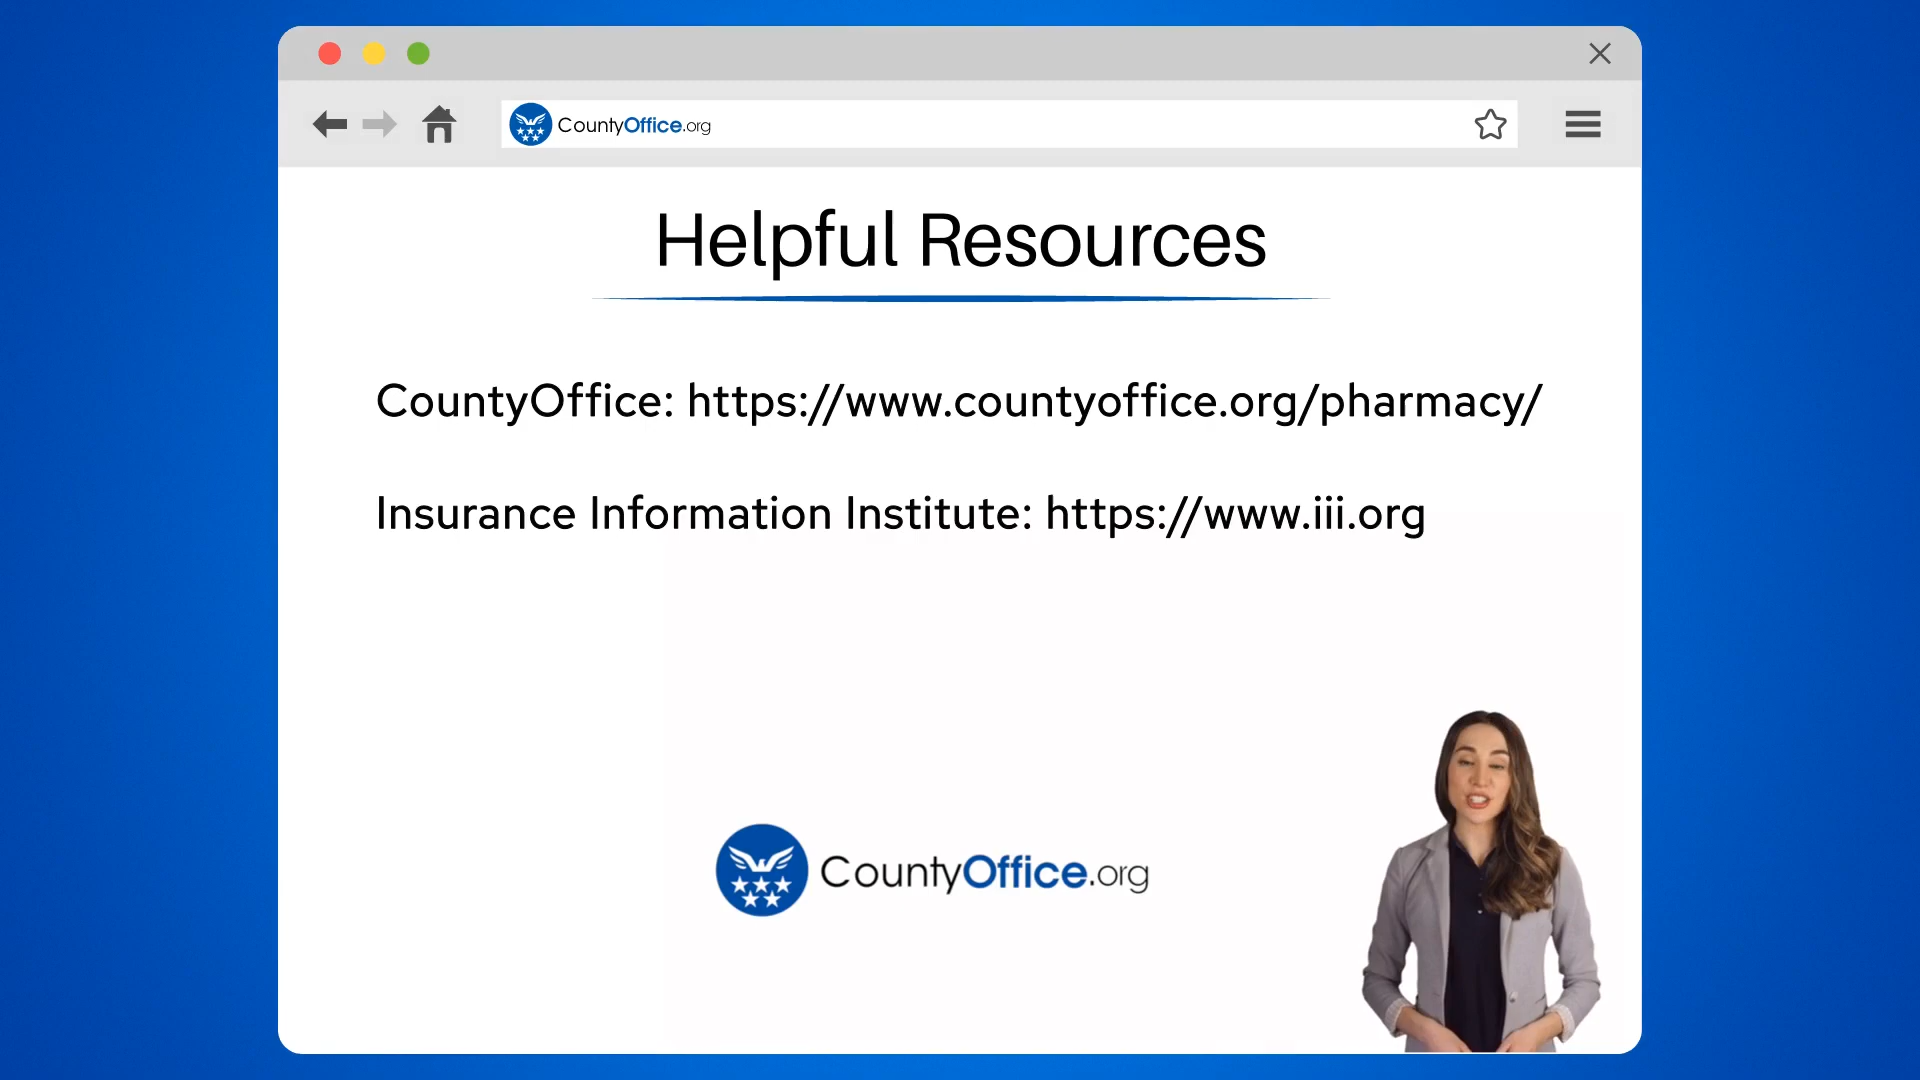 CountyOffice.org
Helpful Resources
CountyOffice: https://www.countyoffice.org/pharmacy/
Insurance Information Institute: https://www.iii.org
CountyOffice.org